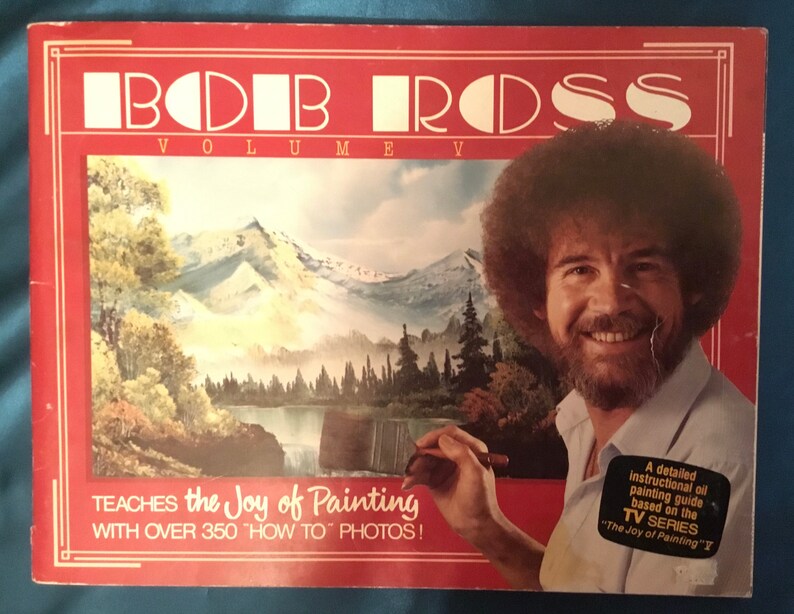 BOB ROSS
VOLUME V
TEACHES the Joy of Painting
WITH OVER 350 "HOW TO" PHOTOS!
A detailed
instructional oil
painting guide
based on the
TV SERIES
"The Joy of Painting" V